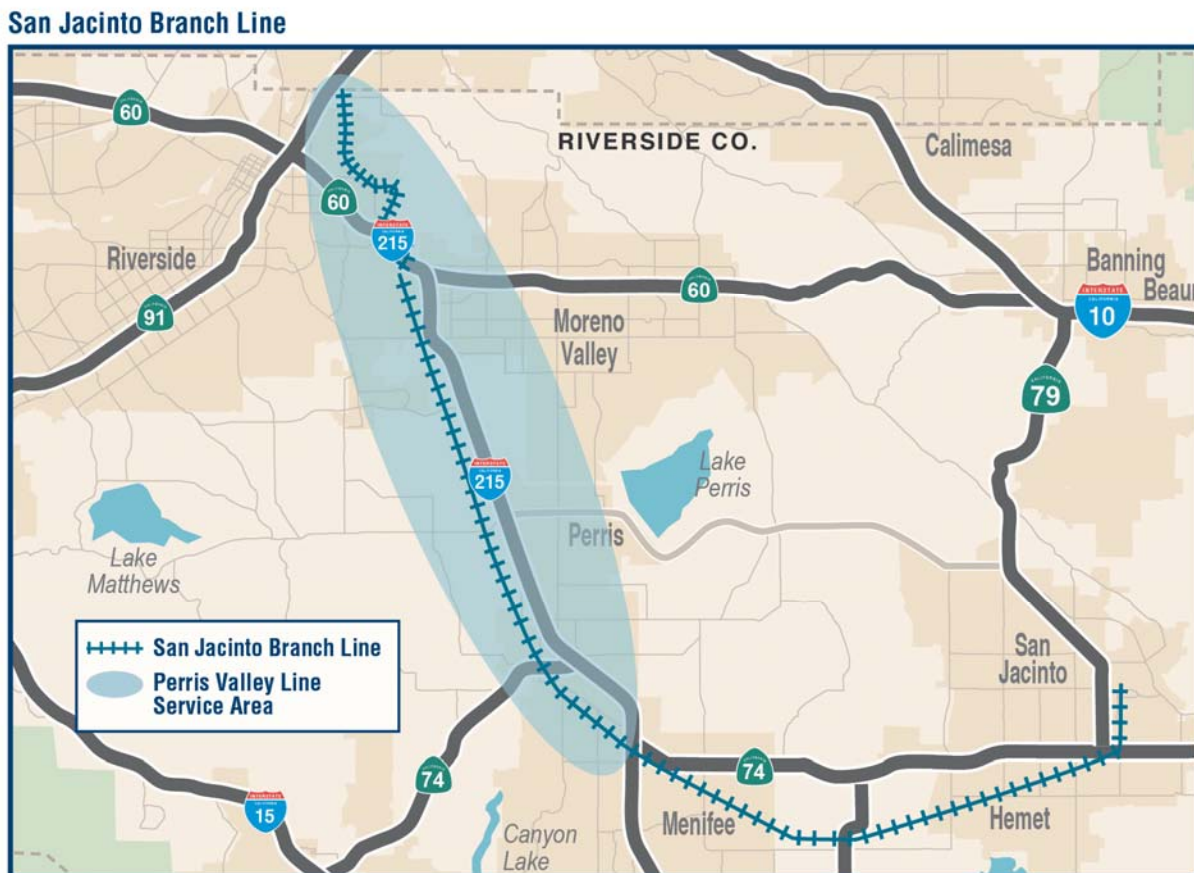 San Jacinto Branch Line
60
RIVERSIDE CO.
Calimesa
60
215
Riverside
Banning
Beaum
60
10
91
Moreno
Valley
79
Lake
Perris
215
Perris
Lake
Matthews
San Jacinto Branch Line
Perris Valley Line
Service Area
San
Jacinto
74
74
15
Menifee
Hemet
Canyon
Lake